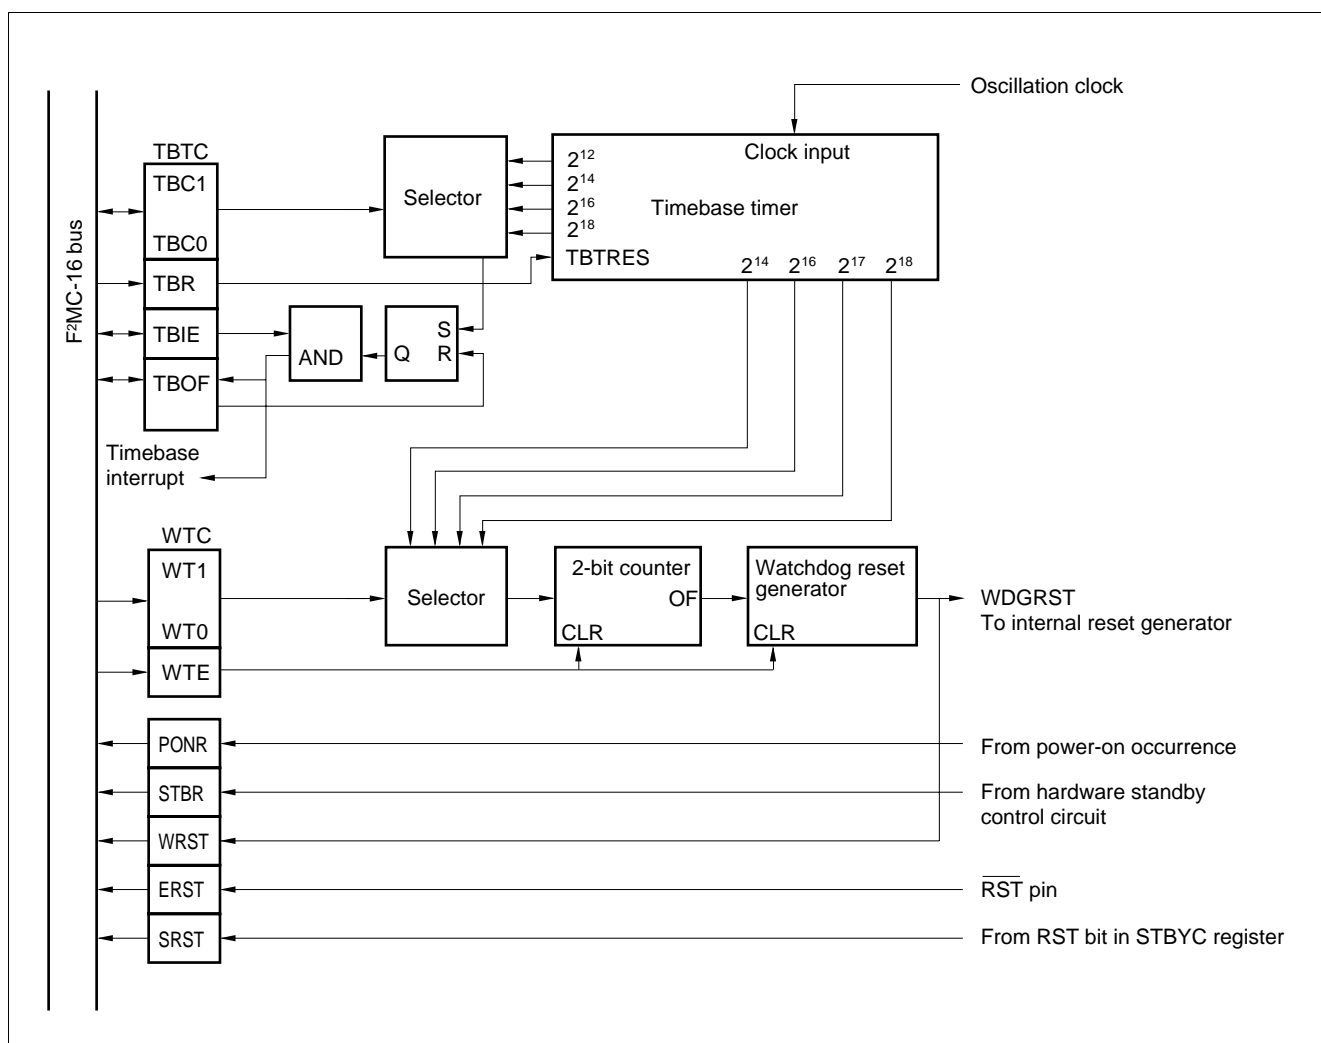 Oscillation clock
TBTC
TBC1
TBC0
TBR
TBIE
TBOF
F²MC-16 bus
Selector
2¹²
2¹⁴
2¹⁶
2¹⁸
TBTRES
Clock input
Timebase timer
2¹⁴ 2¹⁶ 2¹⁷ 2¹⁸
AND
Q
S
R
Timebase
interrupt
WTC
WT1
WT0
WTE
Selector
2-bit counter
OF
CLR
Watchdog reset
generator
CLR
WDGRST
To internal reset generator
PONR
From power-on occurrence
STBR
From hardware standby
control circuit
WRST
ERST
R̅S̅T̅ pin
SRST
From RST bit in STBYC register